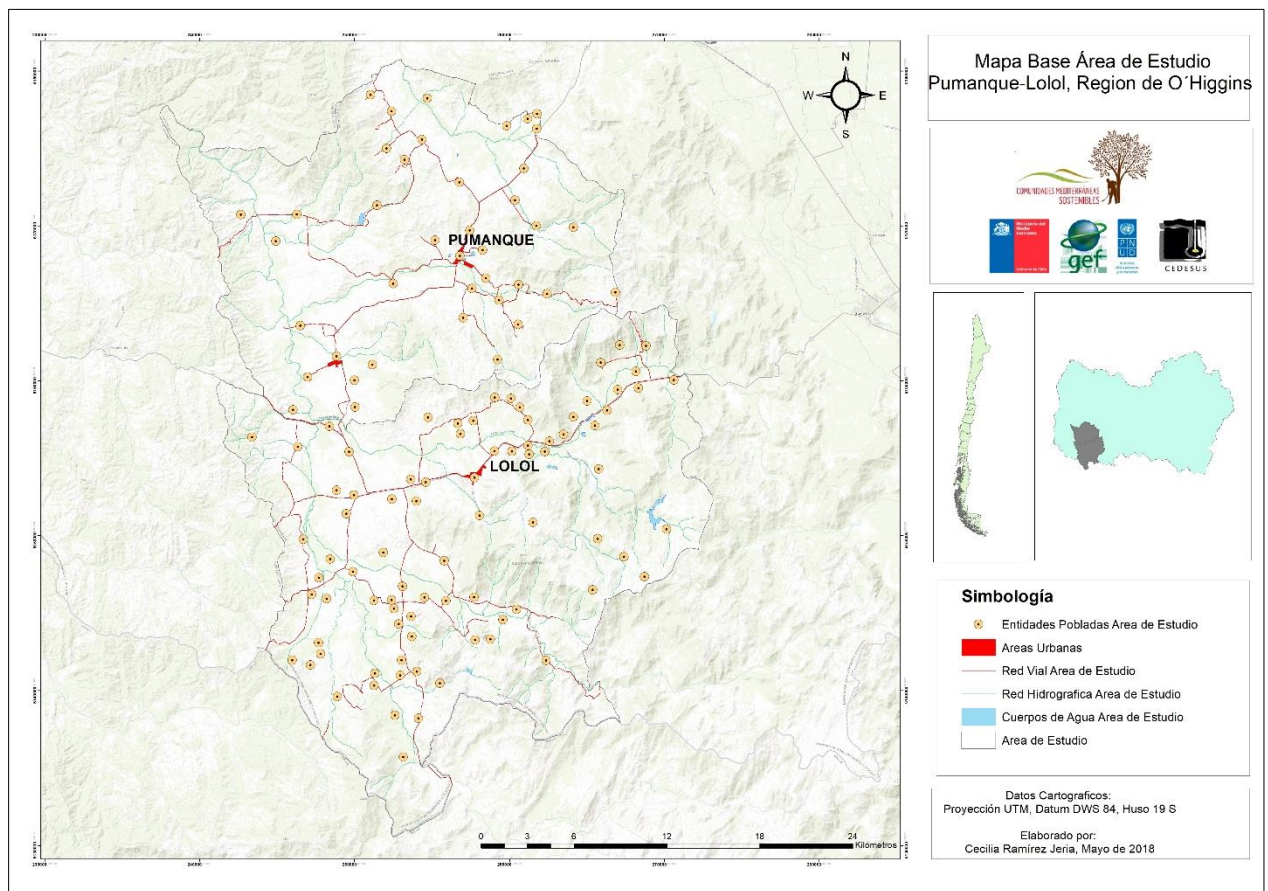 Mapa Base Área de Estudio
Pumanque-Lolol, Region de O´Higgins
N
W
E
S
COMUNIDADES MEDITERRÁNEAS
SOSTENIBLES
gef
P N
U D
CEDESUS
PUMANQUE
LOLOL
Simbología
Entidades Pobladas Area de Estudio
Areas Urbanas
Red Vial Area de Estudio
Red Hidrografica Area de Estudio
Cuerpos de Agua Area de Estudio
Area de Estudio
0 3 6 12 18 24
Kilómetros
Datos Cartograficos:
Proyección UTM, Datum DWS 84, Huso 19 S
Elaborado por:
Cecilia Ramírez Jeria, Mayo de 2018